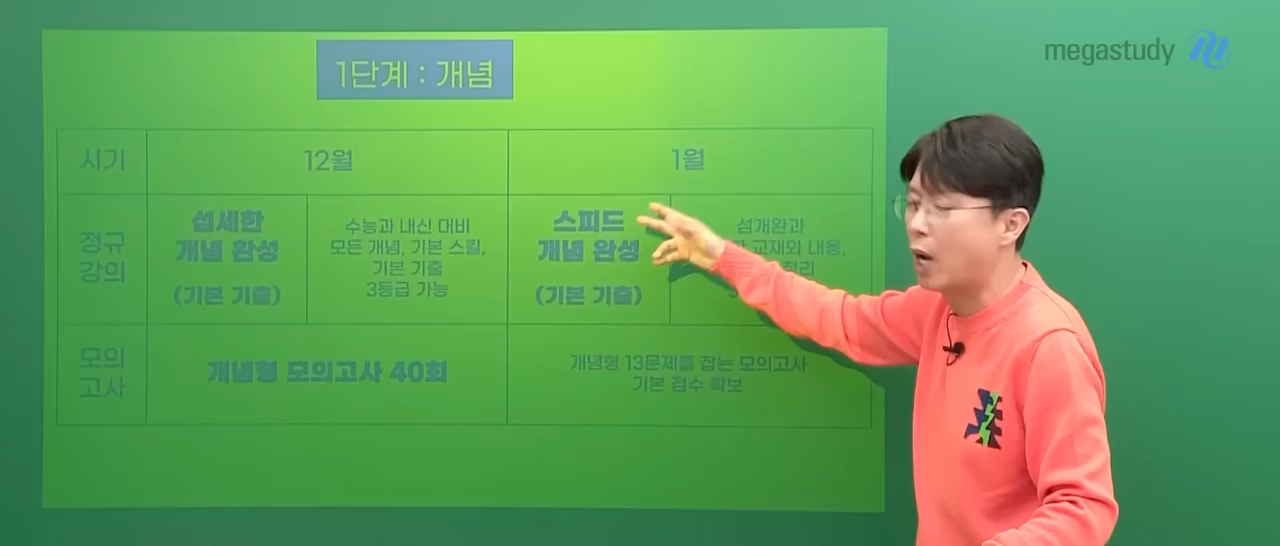 megastudy
1단계 : 개념
시기
12월
1월
정규
강의
섬세한
개념 완성
(기본 기출)
수능과 내신 대비
모든 개념, 기본 스킬,
기본 기출
3등급 가능
스피드
개념 완성
(기본 기출)
섬개완과
교재와 내용,
정리
모의
고사
개념형 모의고사 40회
개념형 13문제를 잡는 모의고사
기본 점수 확보